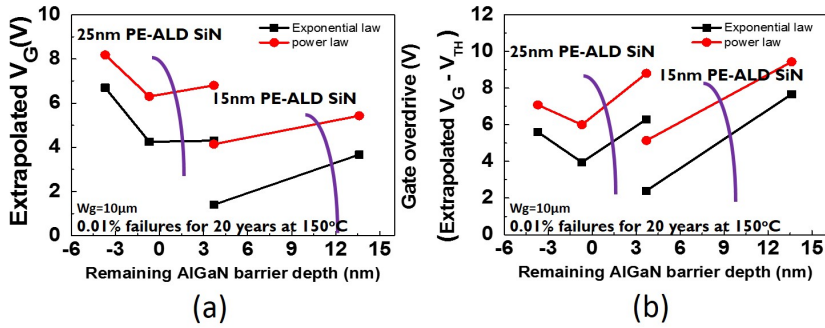 Extrapolated V_G(V)
10
8
6
4
2
0
Exponential law
power law
25nm PE-ALD SiN
15nm PE-ALD SiN
Wg=10μm
0.01% failures for 20 years at 150°C
-6 -3 0 3 6 9 12 15
Remaining AlGaN barrier depth (nm)
(a)
Gate overdrive (V)
(Extrapolated V_G - V_TH)
12
10
8
6
4
2
0
Exponential law
power law
25nm PE-ALD SiN
15nm PE-ALD SiN
Wg=10μm
0.01% failures for 20 years at 150°C
-6 -3 0 3 6 9 12 15
Remaining AlGaN barrier depth (nm)
(b)